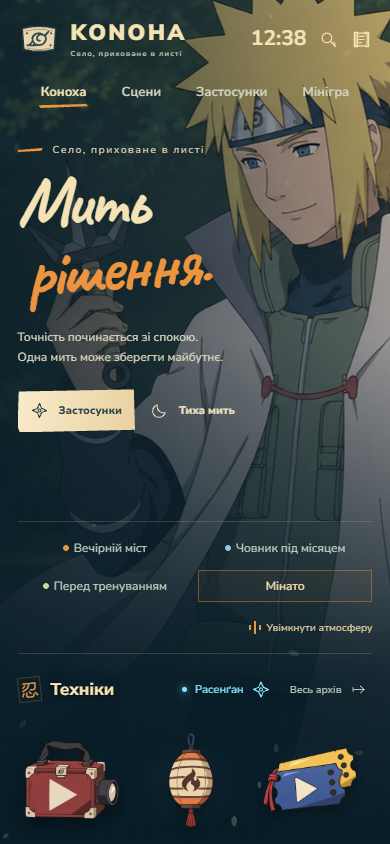 KONOHA
Село, приховане в листі
12:38
Коноха Сцени Застосунки Мінігра
Село, приховане в листі
Мить
рішення.
Точність починається зі спокою.
Одна мить може зберегти майбутнє.
Застосунки Тиха мить
Вечірній міст Човник під місяцем
Перед тренуванням Мінато
Увімкнути атмосферу
忍 Техніки Расенґан Весь архів